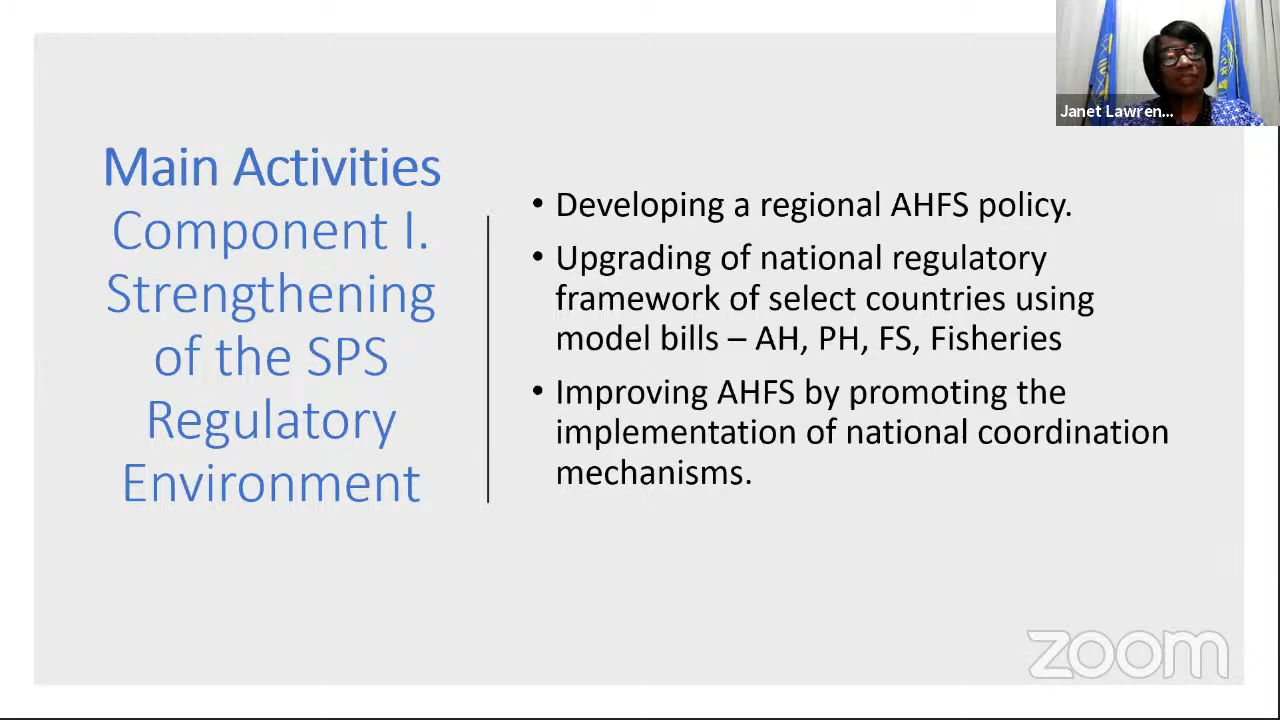 Janet Lawren...
Main Activities
Component I.
Strengthening
of the SPS
Regulatory
Environment
• Developing a regional AHFS policy.
• Upgrading of national regulatory
framework of select countries using
model bills – AH, PH, FS, Fisheries
• Improving AHFS by promoting the
implementation of national coordination
mechanisms.
zoom